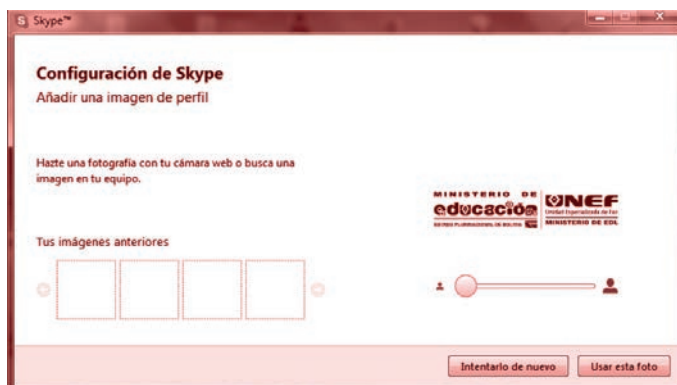 Skype™
Configuración de Skype
Añadir una imagen de perfil
Hazte una fotografía con tu cámara web o busca una
imagen en tu equipo.
MINISTERIO DE
educación
UNEF
MINISTERIO DE EDU
Tus imágenes anteriores
Intentarlo de nuevo
Usar esta foto